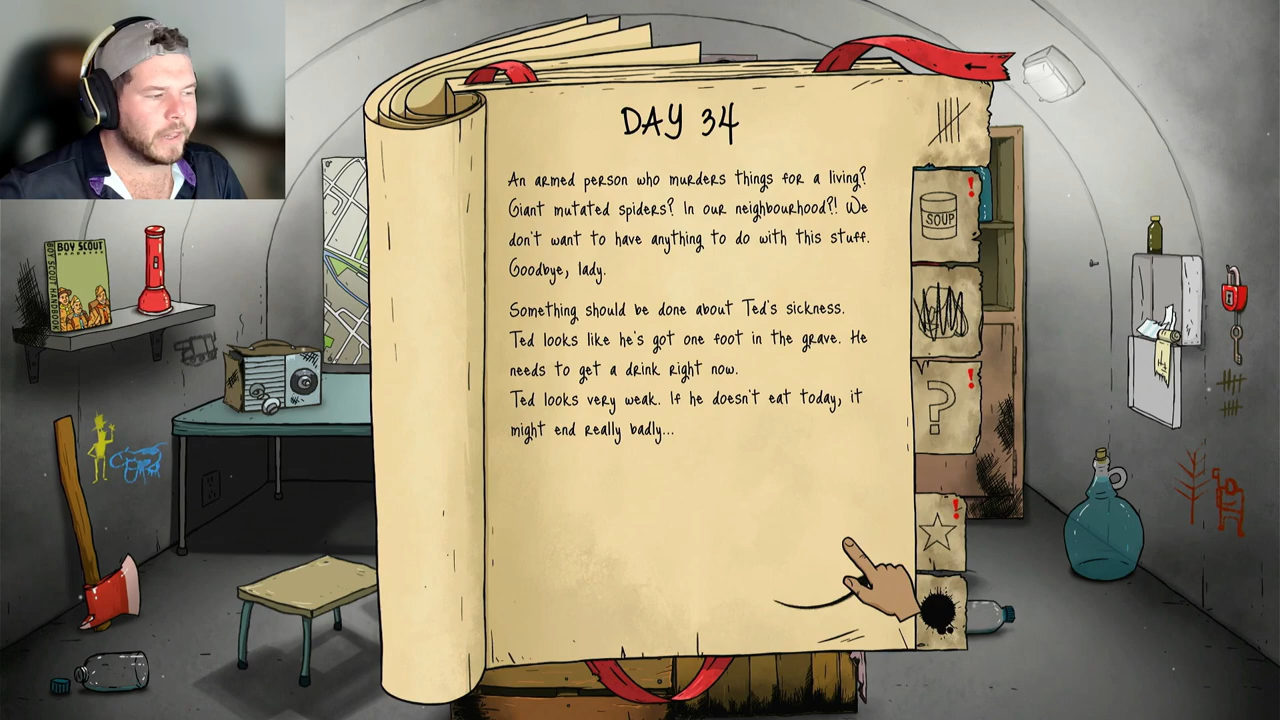 DAY 34
An armed person who murders things for a living?
Giant mutated spiders? In our neighbourhood?! We
don't want to have anything to do with this stuff.
Goodbye, lady.
Something should be done about Ted's sickness.
Ted looks like he's got one foot in the grave. He
needs to get a drink right now.
Ted looks very weak. If he doesn't eat today, it
might end really badly...
!
SOUP
!
?
!
BOY SCOUT
BOY SCOUT HANDBOOK